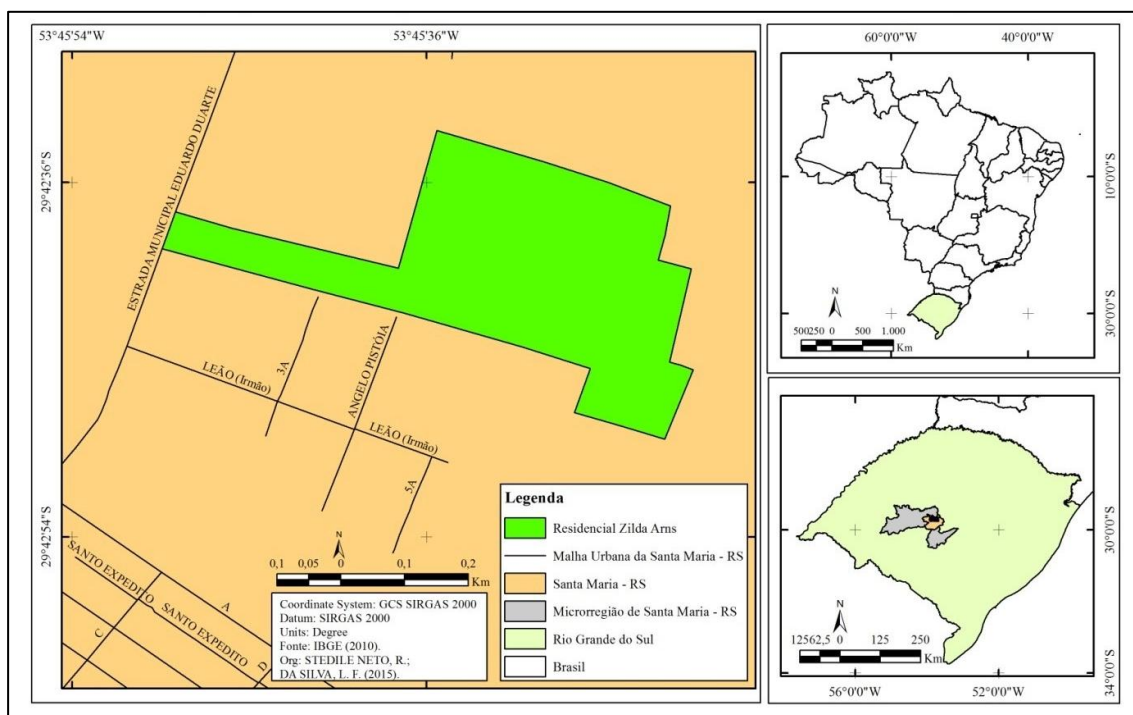 53°45'54"W
53°45'36"W
29°42'36"S
29°42'54"S
ESTRADA MUNICIPAL EDUARDO DUARTE
3A
LEÃO (Irmão)
ANGELO PISTÓIA
LEÃO (Irmão)
5A
SANTO EXPEDITO
SANTO EXPEDITO
A
C
D
N
0,1 0,05 0 0,1 0,2
Km
Coordinate System: GCS SIRGAS 2000
Datum: SIRGAS 2000
Units: Degree
Fonte: IBGE (2010).
Org: STEDILE NETO, R.;
DA SILVA, L. F. (2015).
Legenda
Residencial Zilda Arns
Malha Urbana da Santa Maria - RS
Santa Maria - RS
Microrregião de Santa Maria - RS
Rio Grande do Sul
Brasil
60°0'0"W
40°0'0"W
10°0'0"S
30°0'0"S
N
500250 0 500 1.000
Km
30°0'0"S
34°0'0"S
N
12562,5 0 125 250
Km
56°0'0"W
52°0'0"W